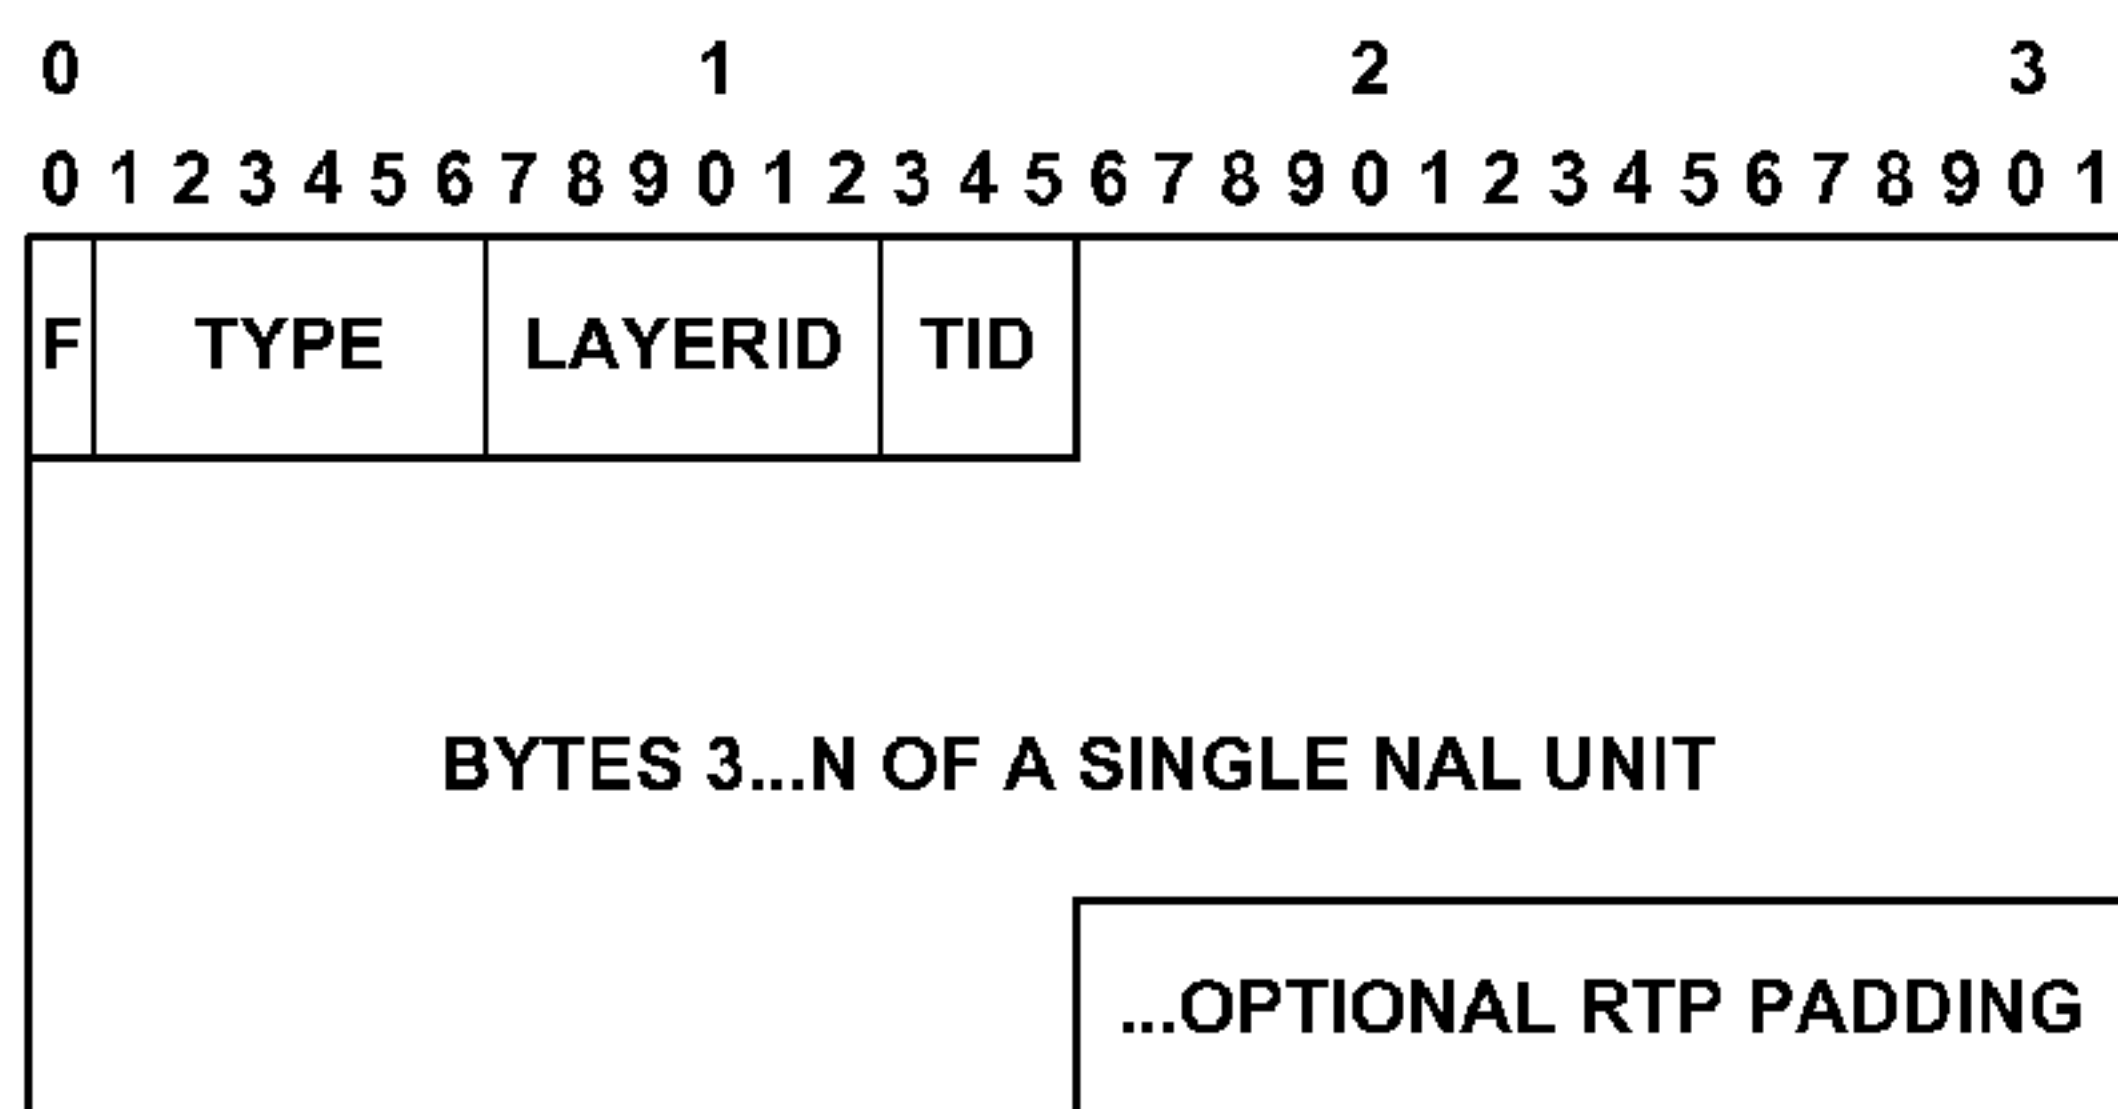 0 1 2 3
0 1 2 3 4 5 6 7 8 9 0 1 2 3 4 5 6 7 8 9 0 1 2 3 4 5 6 7 8 9 0 1
F TYPE LAYERID TID
BYTES 3...N OF A SINGLE NAL UNIT
...OPTIONAL RTP PADDING